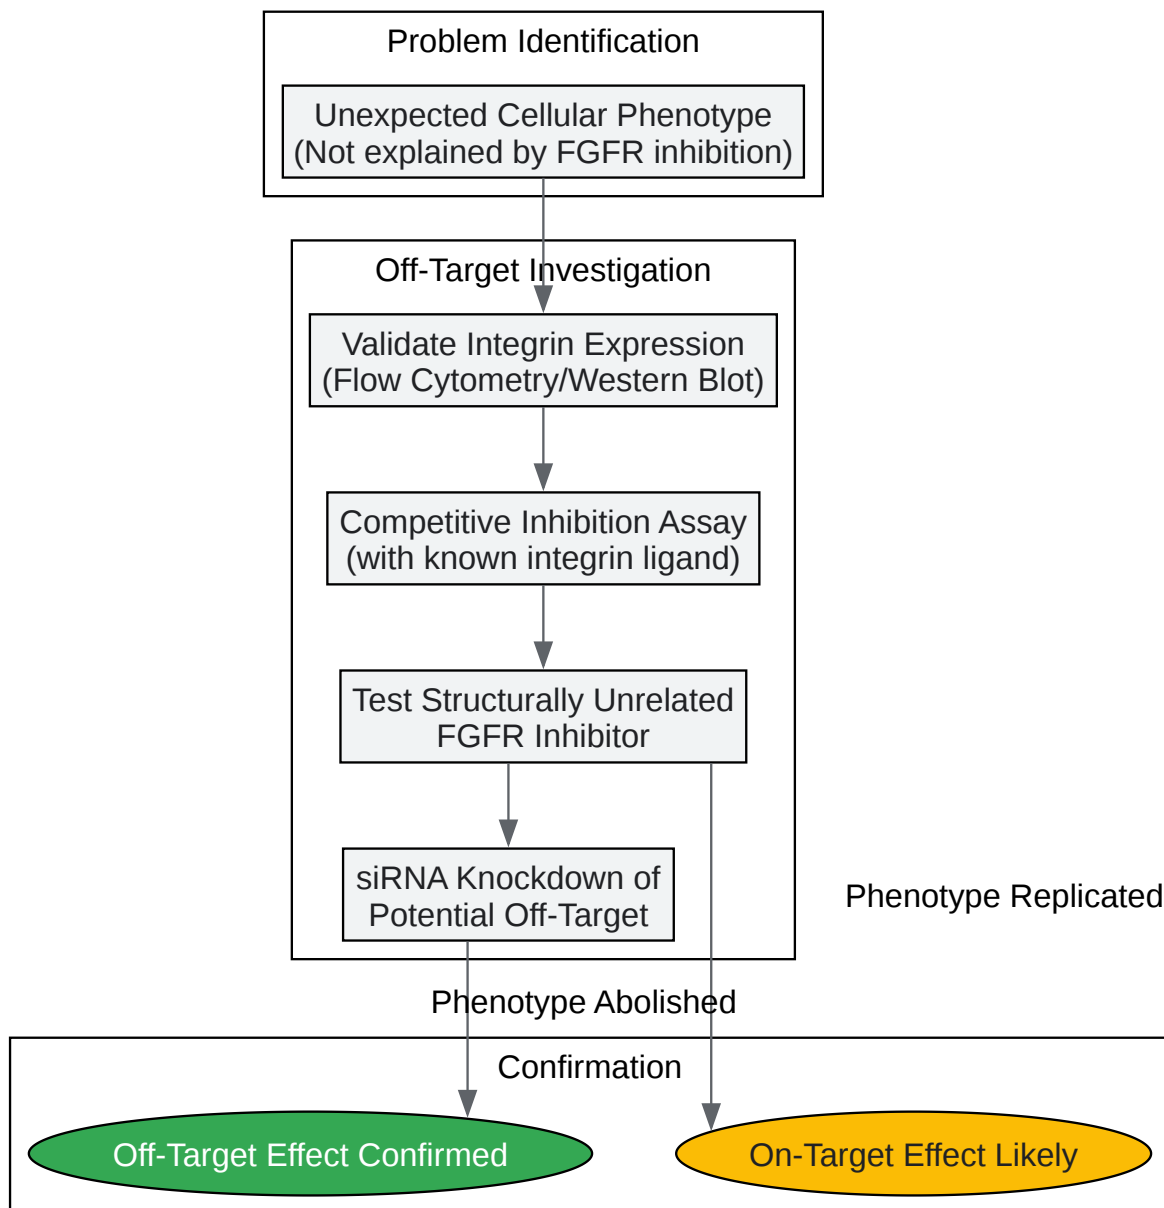 Problem Identification
Unexpected Cellular Phenotype
(Not explained by FGFR inhibition)
Off-Target Investigation
Validate Integrin Expression
(Flow Cytometry/Western Blot)
Competitive Inhibition Assay
(with known integrin ligand)
Test Structurally Unrelated
FGFR Inhibitor
siRNA Knockdown of
Potential Off-Target
Phenotype Replicated
Phenotype Abolished
Confirmation
Off-Target Effect Confirmed
On-Target Effect Likely